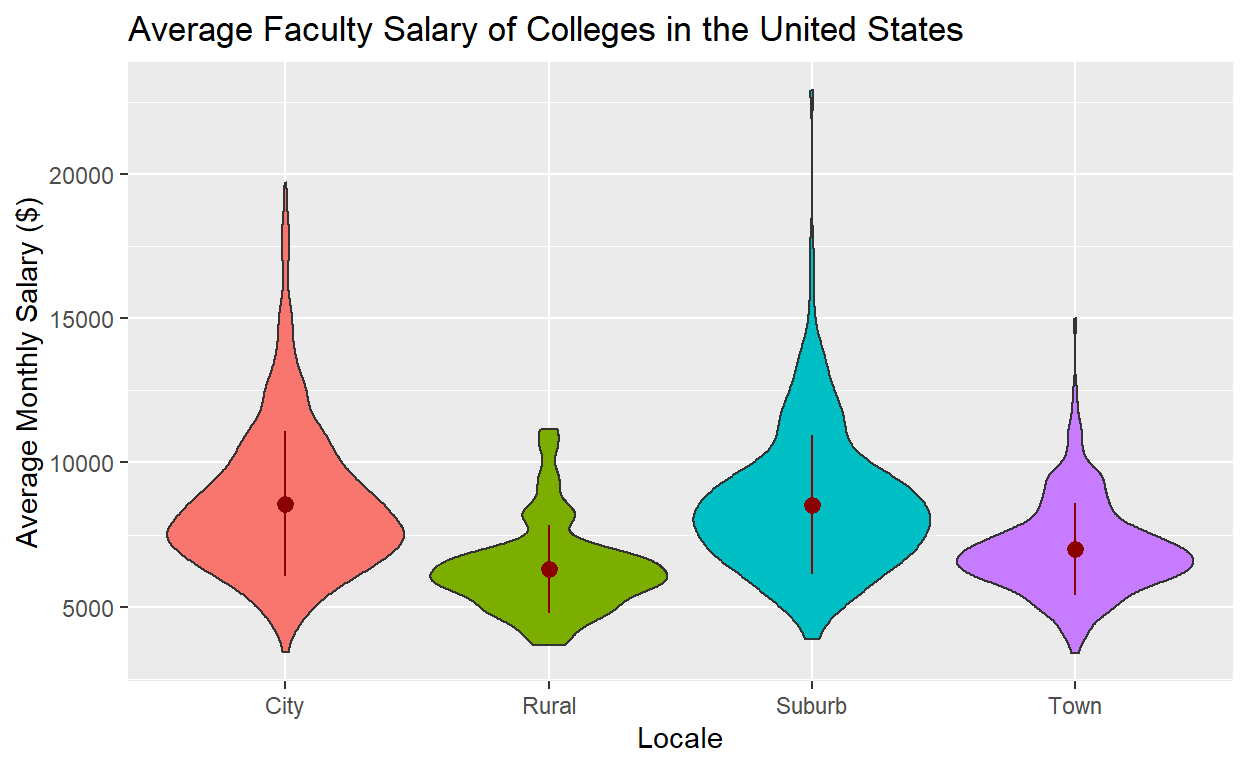 Average Faculty Salary of Colleges in the United States
Average Monthly Salary ($)
20000
15000
10000
5000
City Rural Suburb Town
Locale